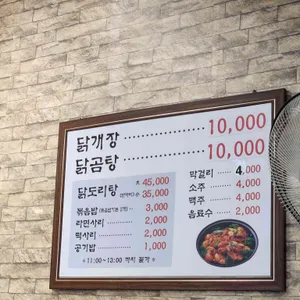 닭개장 ·················· 10,000
닭곰탕 ·················· 10,000
닭도리탕 大 45,000
35,000
볶음밥 ·· 3,000
라면사리 ········ 2,000
떡사리 ············ 2,000
공기밥 ············ 1,000
막걸리 ······ 4,000
소주 ········ 4,000
맥주 ········ 4,000
음료수 ······ 2,000